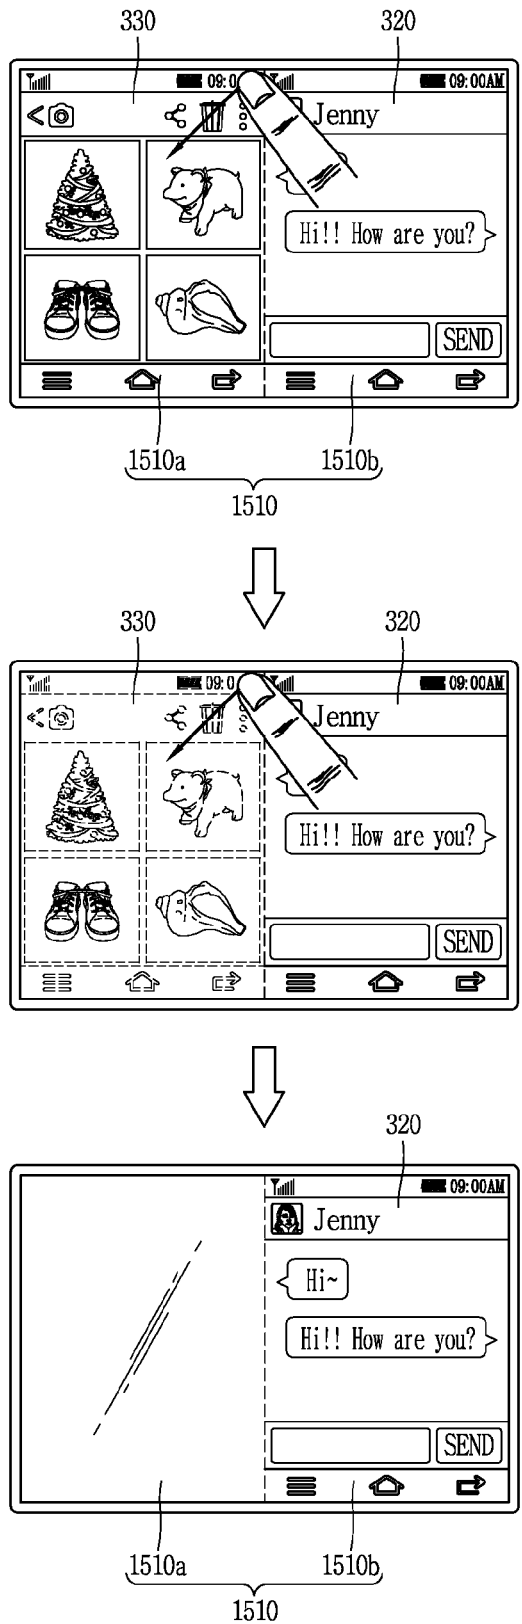 330 320
09:0 09:00AM
Jenny
Hi!! How are you?
SEND
1510a 1510b
1510
330 320
09:0 09:00AM
Jenny
Hi!! How are you?
SEND
320
09:00AM
Jenny
Hi~
Hi!! How are you?
SEND
1510a 1510b
1510